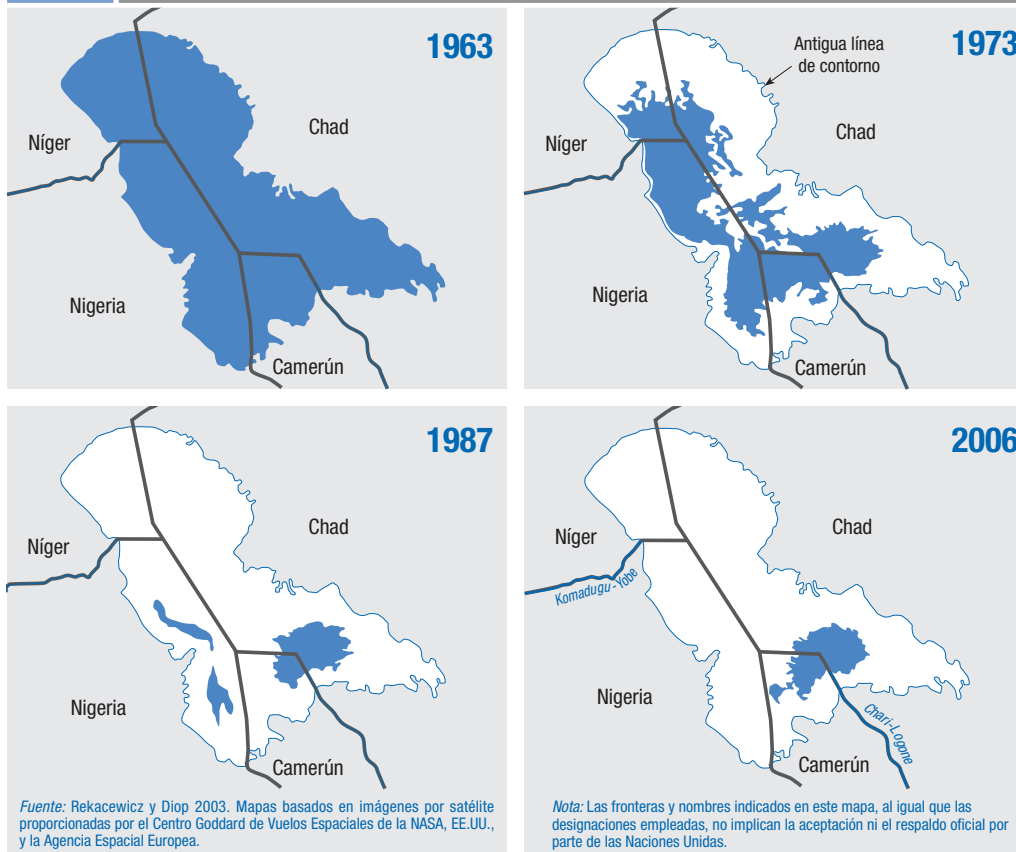 1963
Níger
Chad
Nigeria
Camerún
1973
Antigua línea
de contorno
Níger
Chad
Nigeria
Camerún
1987
Níger
Chad
Nigeria
Camerún
Fuente: Rekacewicz y Diop 2003. Mapas basados en imágenes por satélite
proporcionadas por el Centro Goddard de Vuelos Espaciales de la NASA, EE.UU.,
y la Agencia Espacial Europea.
2006
Níger
Chad
Komadugu-Yobe
Nigeria
Chari-Logone
Camerún
Nota: Las fronteras y nombres indicados en este mapa, al igual que las
designaciones empleadas, no implican la aceptación ni el respaldo oficial por
parte de las Naciones Unidas.